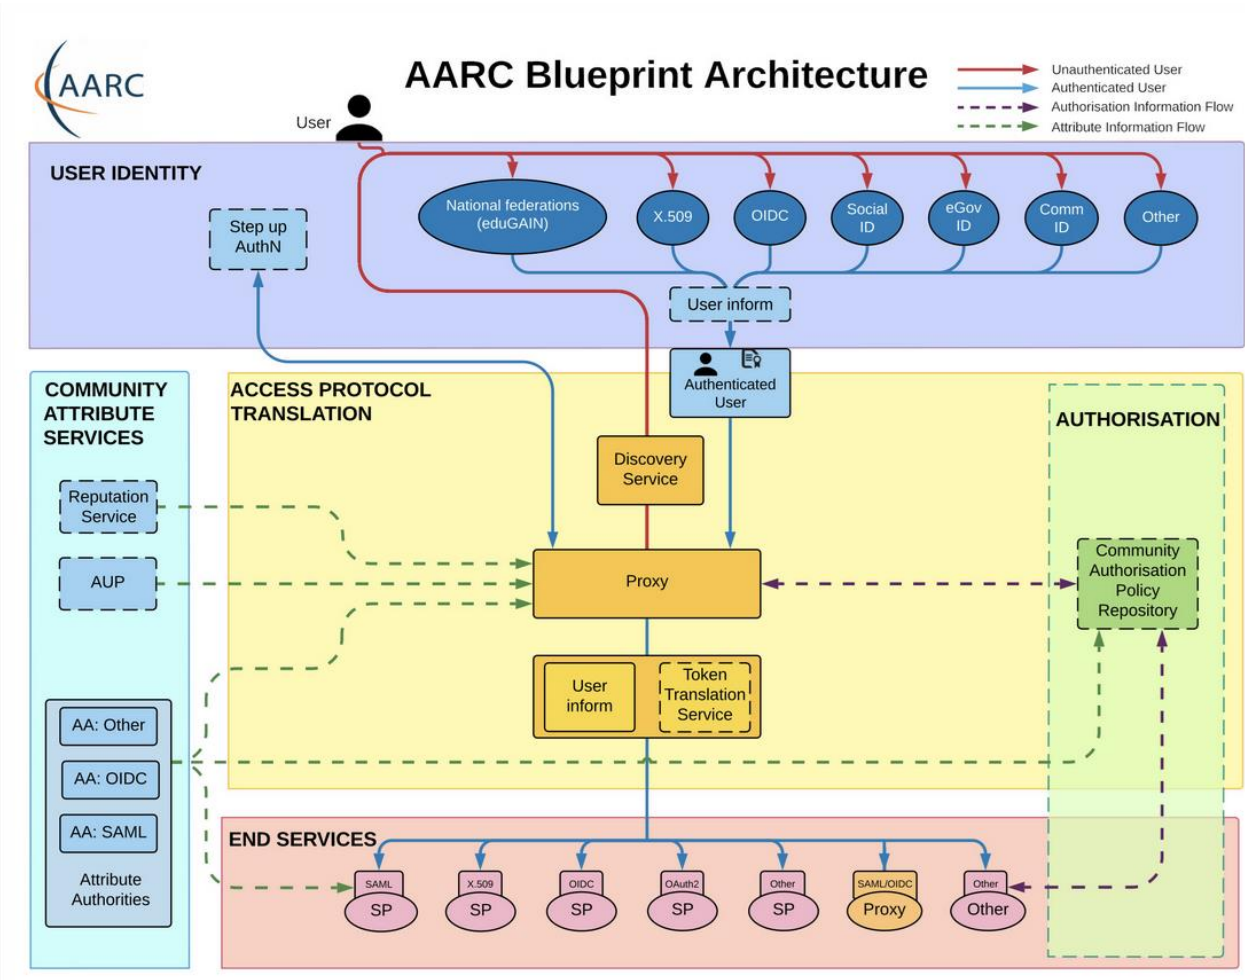 AARC
AARC Blueprint Architecture
Unauthenticated User
Authenticated User
Authorisation Information Flow
Attribute Information Flow
User
USER IDENTITY
Step up
AuthN
National federations
(eduGAIN)
X.509
OIDC
Social
ID
eGov
ID
Comm
ID
Other
User inform
Authenticated
User
COMMUNITY
ATTRIBUTE
SERVICES
Reputation
Service
AUP
AA: Other
AA: OIDC
AA: SAML
Attribute
Authorities
ACCESS PROTOCOL
TRANSLATION
Discovery
Service
Proxy
User
inform
Token
Translation
Service
AUTHORISATION
Community
Authorisation
Policy
Repository
END SERVICES
SAML
SP
X.509
SP
OIDC
SP
OAuth2
SP
Other
SP
SAML/OIDC
Proxy
Other
Other